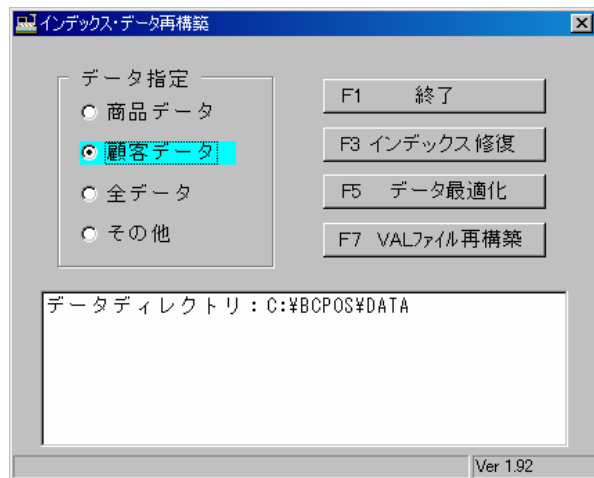 インデックス・データ再構築
データ指定
商品データ
顧客データ
全データ
その他
F1 終了
F3 インデックス修復
F5 データ最適化
F7 VALファイル再構築
データディレクトリ：C:¥BCPOS¥DATA
Ver 1.92